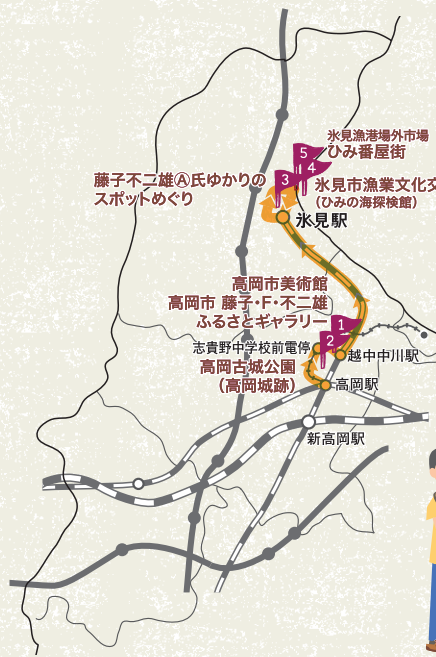 氷見漁港場外市場
ひみ番屋街
5
4
3
藤子不二雄Ⓐ氏ゆかりの
スポットめぐり
氷見市漁業文化交
(ひみの海探検館)
氷見駅
高岡市美術館
高岡市 藤子・F・不二雄
ふるさとギャラリー
1
2
志貴野中学校前電停
越中中川駅
高岡古城公園
(高岡城跡)
高岡駅
新高岡駅